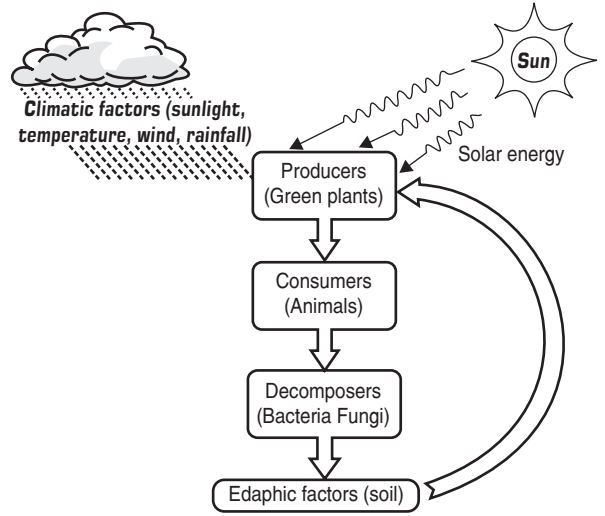 Sun
Climatic factors (sunlight,
temperature, wind, rainfall)
Solar energy
Producers
(Green plants)
Consumers
(Animals)
Decomposers
(Bacteria Fungi)
Edaphic factors (soil)